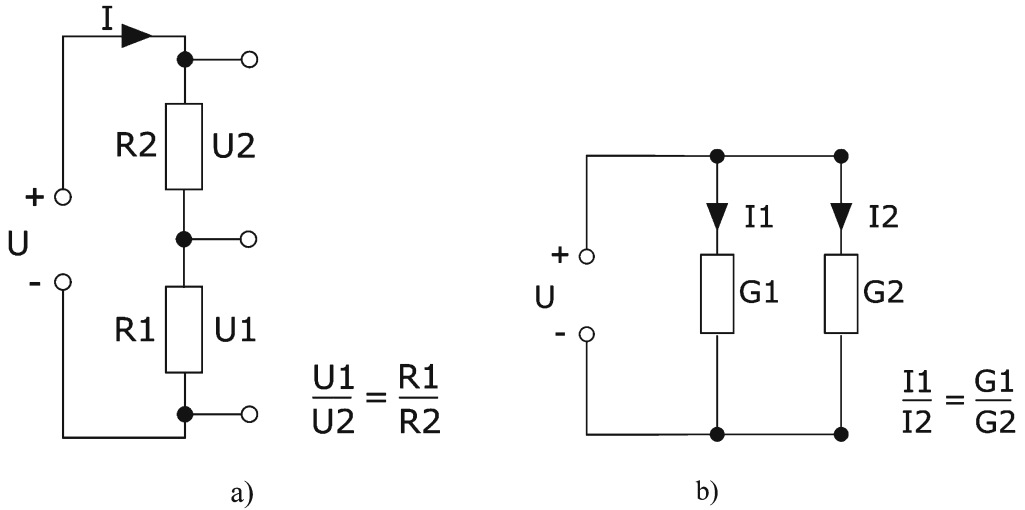 I
R2 U2
+
U
-
R1 U1
U1/U2 = R1/R2
a)
I1 I2
+
U
-
G1 G2
I1/I2 = G1/G2
b)